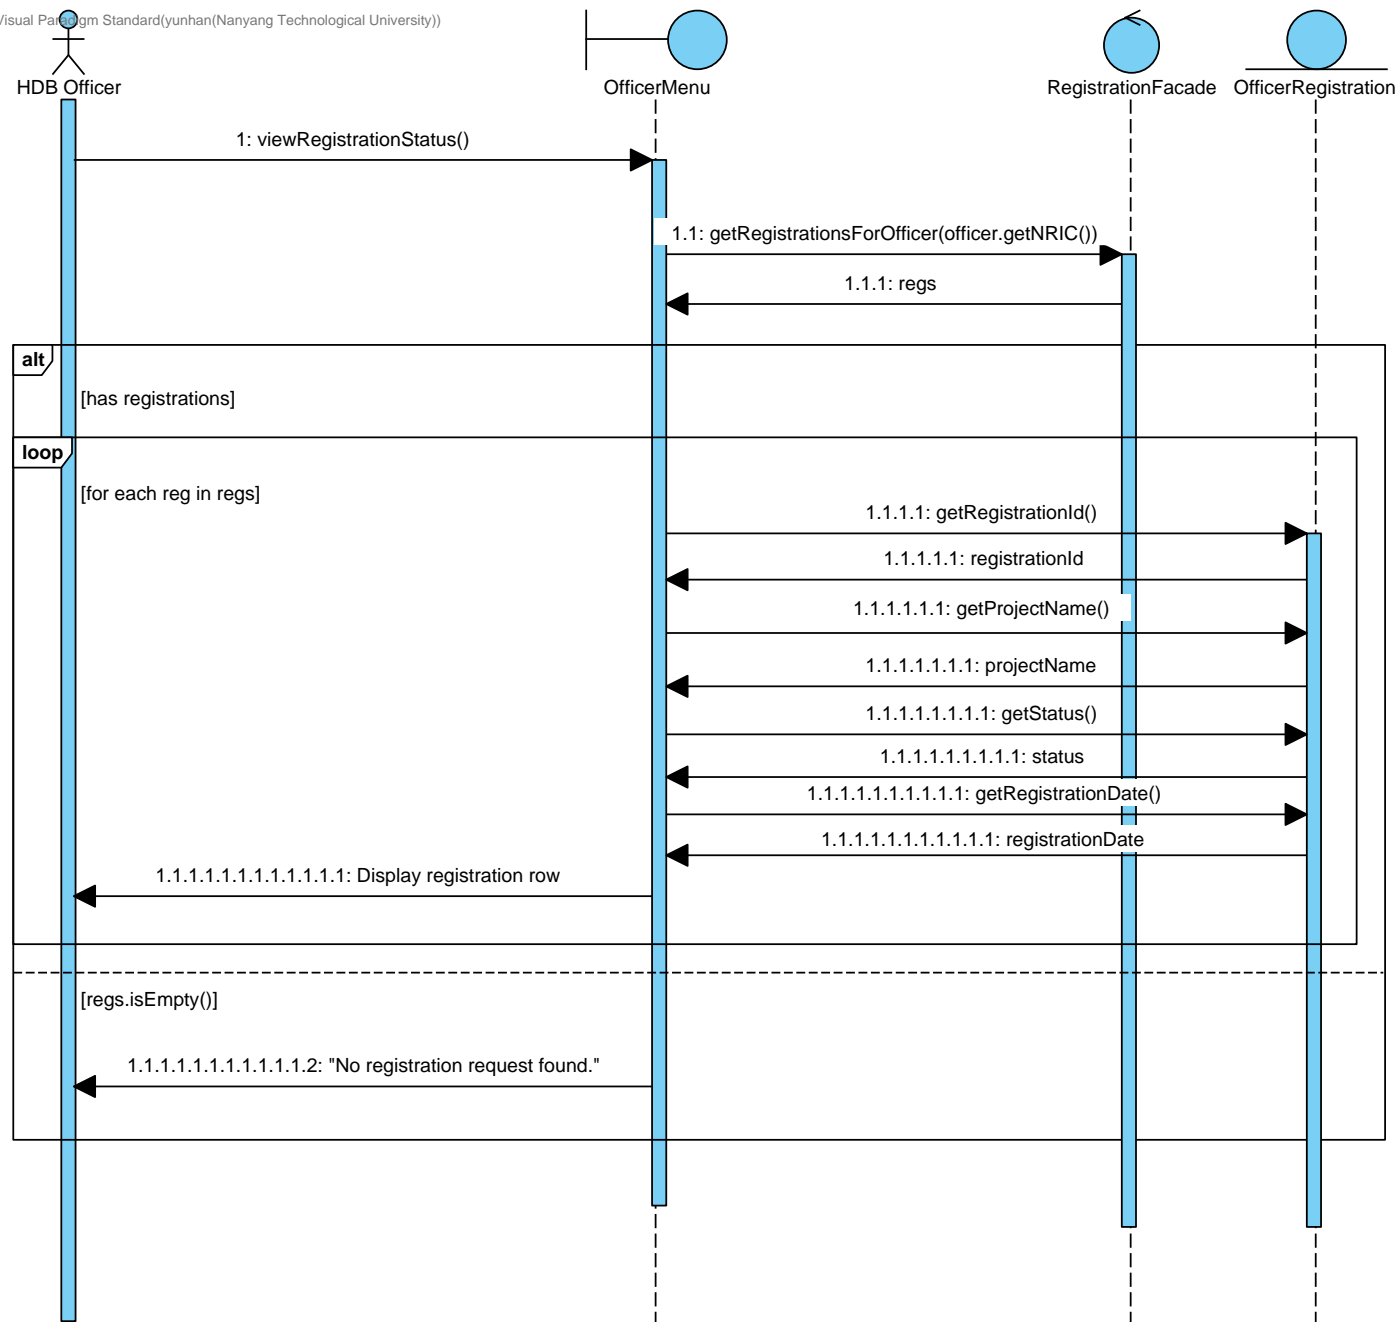 Visual Paradigm Standard(yunhan(Nanyang Technological University))
HDB Officer
OfficerMenu
RegistrationFacade
OfficerRegistration
1: viewRegistrationStatus()
1.1: getRegistrationsForOfficer(officer.getNRIC())
1.1.1: regs
alt
[has registrations]
loop
[for each reg in regs]
1.1.1.1: getRegistrationId()
1.1.1.1.1: registrationId
1.1.1.1.1.1: getProjectName()
1.1.1.1.1.1.1: projectName
1.1.1.1.1.1.1.1: getStatus()
1.1.1.1.1.1.1.1.1: status
1.1.1.1.1.1.1.1.1.1: getRegistrationDate()
1.1.1.1.1.1.1.1.1.1.1: registrationDate
1.1.1.1.1.1.1.1.1.1.1.1: Display registration row
[regs.isEmpty()]
1.1.1.1.1.1.1.1.1.1.1.2: "No registration request found."